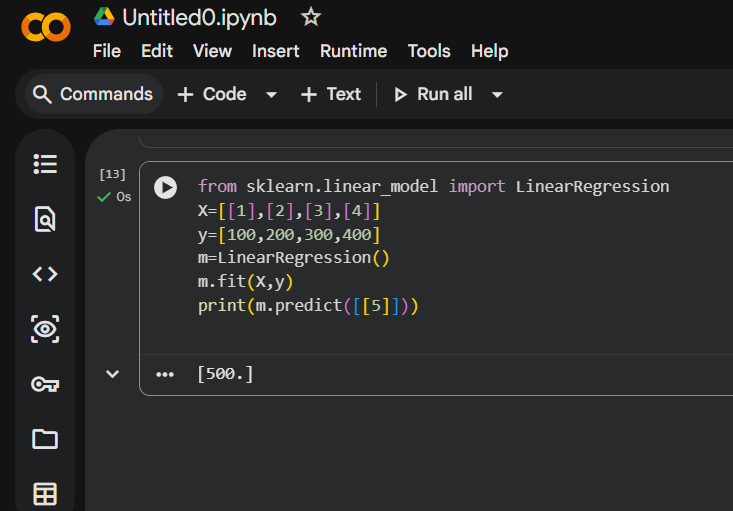 Untitled0.ipynb
File Edit View Insert Runtime Tools Help
Commands + Code + Text Run all
[13]
0s
from sklearn.linear_model import LinearRegression
X=[[1],[2],[3],[4]]
y=[100,200,300,400]
m=LinearRegression()
m.fit(X,y)
print(m.predict([[5]]))
[500.]